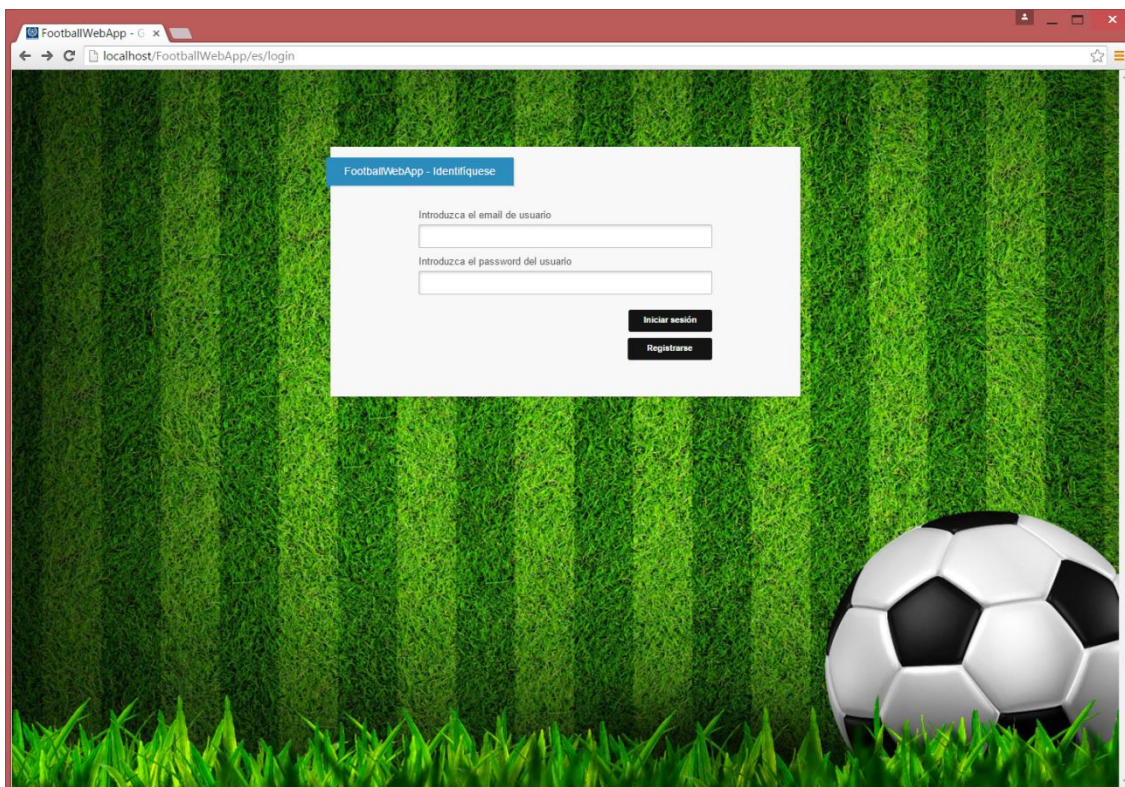 FootballWebApp - G
localhost/FootballWebApp/es/login
FootballWebApp - Identifíquese
Introduzca el email de usuario
Introduzca el password del usuario
Iniciar sesión
Registrarse